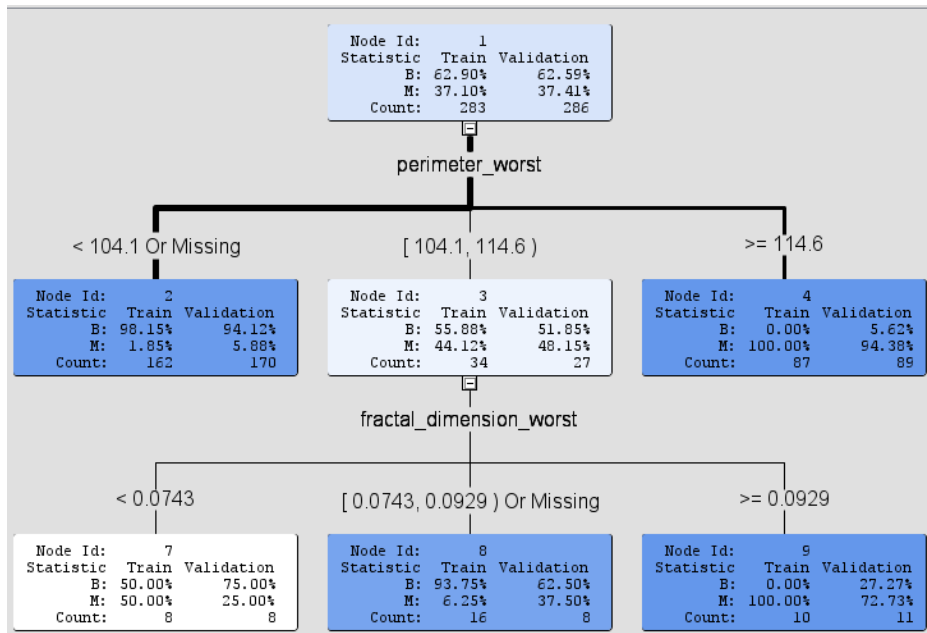 Node Id: 1
Statistic Train Validation
B: 62.90% 62.59%
M: 37.10% 37.41%
Count: 283 286
perimeter_worst
< 104.1 Or Missing
[ 104.1, 114.6 )
>= 114.6
Node Id: 2
Statistic Train Validation
B: 98.15% 94.12%
M: 1.85% 5.88%
Count: 162 170
Node Id: 3
Statistic Train Validation
B: 55.88% 51.85%
M: 44.12% 48.15%
Count: 34 27
Node Id: 4
Statistic Train Validation
B: 0.00% 5.62%
M: 100.00% 94.38%
Count: 87 89
fractal_dimension_worst
< 0.0743
[ 0.0743, 0.0929 ) Or Missing
>= 0.0929
Node Id: 7
Statistic Train Validation
B: 50.00% 75.00%
M: 50.00% 25.00%
Count: 8 8
Node Id: 8
Statistic Train Validation
B: 93.75% 62.50%
M: 6.25% 37.50%
Count: 16 8
Node Id: 9
Statistic Train Validation
B: 0.00% 27.27%
M: 100.00% 72.73%
Count: 10 11